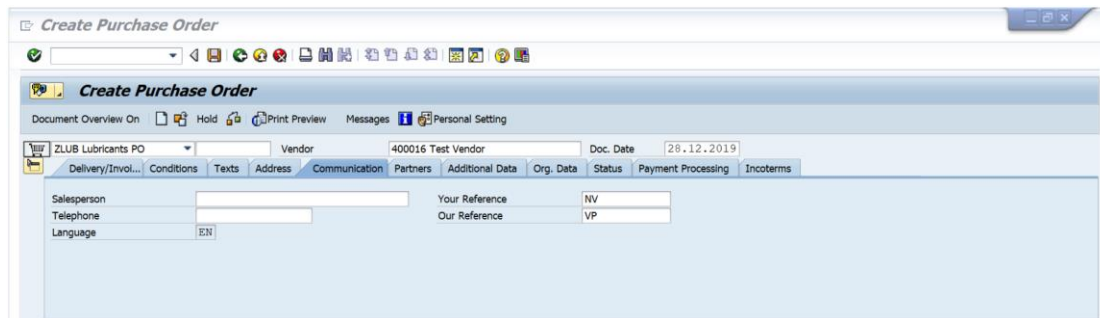 Create Purchase Order
Create Purchase Order
Document Overview On Hold Print Preview Messages Personal Setting
ZLUB Lubricants PO Vendor 400016 Test Vendor Doc. Date 28.12.2019
Delivery/Invoi... Conditions Texts Address Communication Partners Additional Data Org. Data Status Payment Processing Incoterms
Salesperson Your Reference NV
Telephone Our Reference VP
Language EN